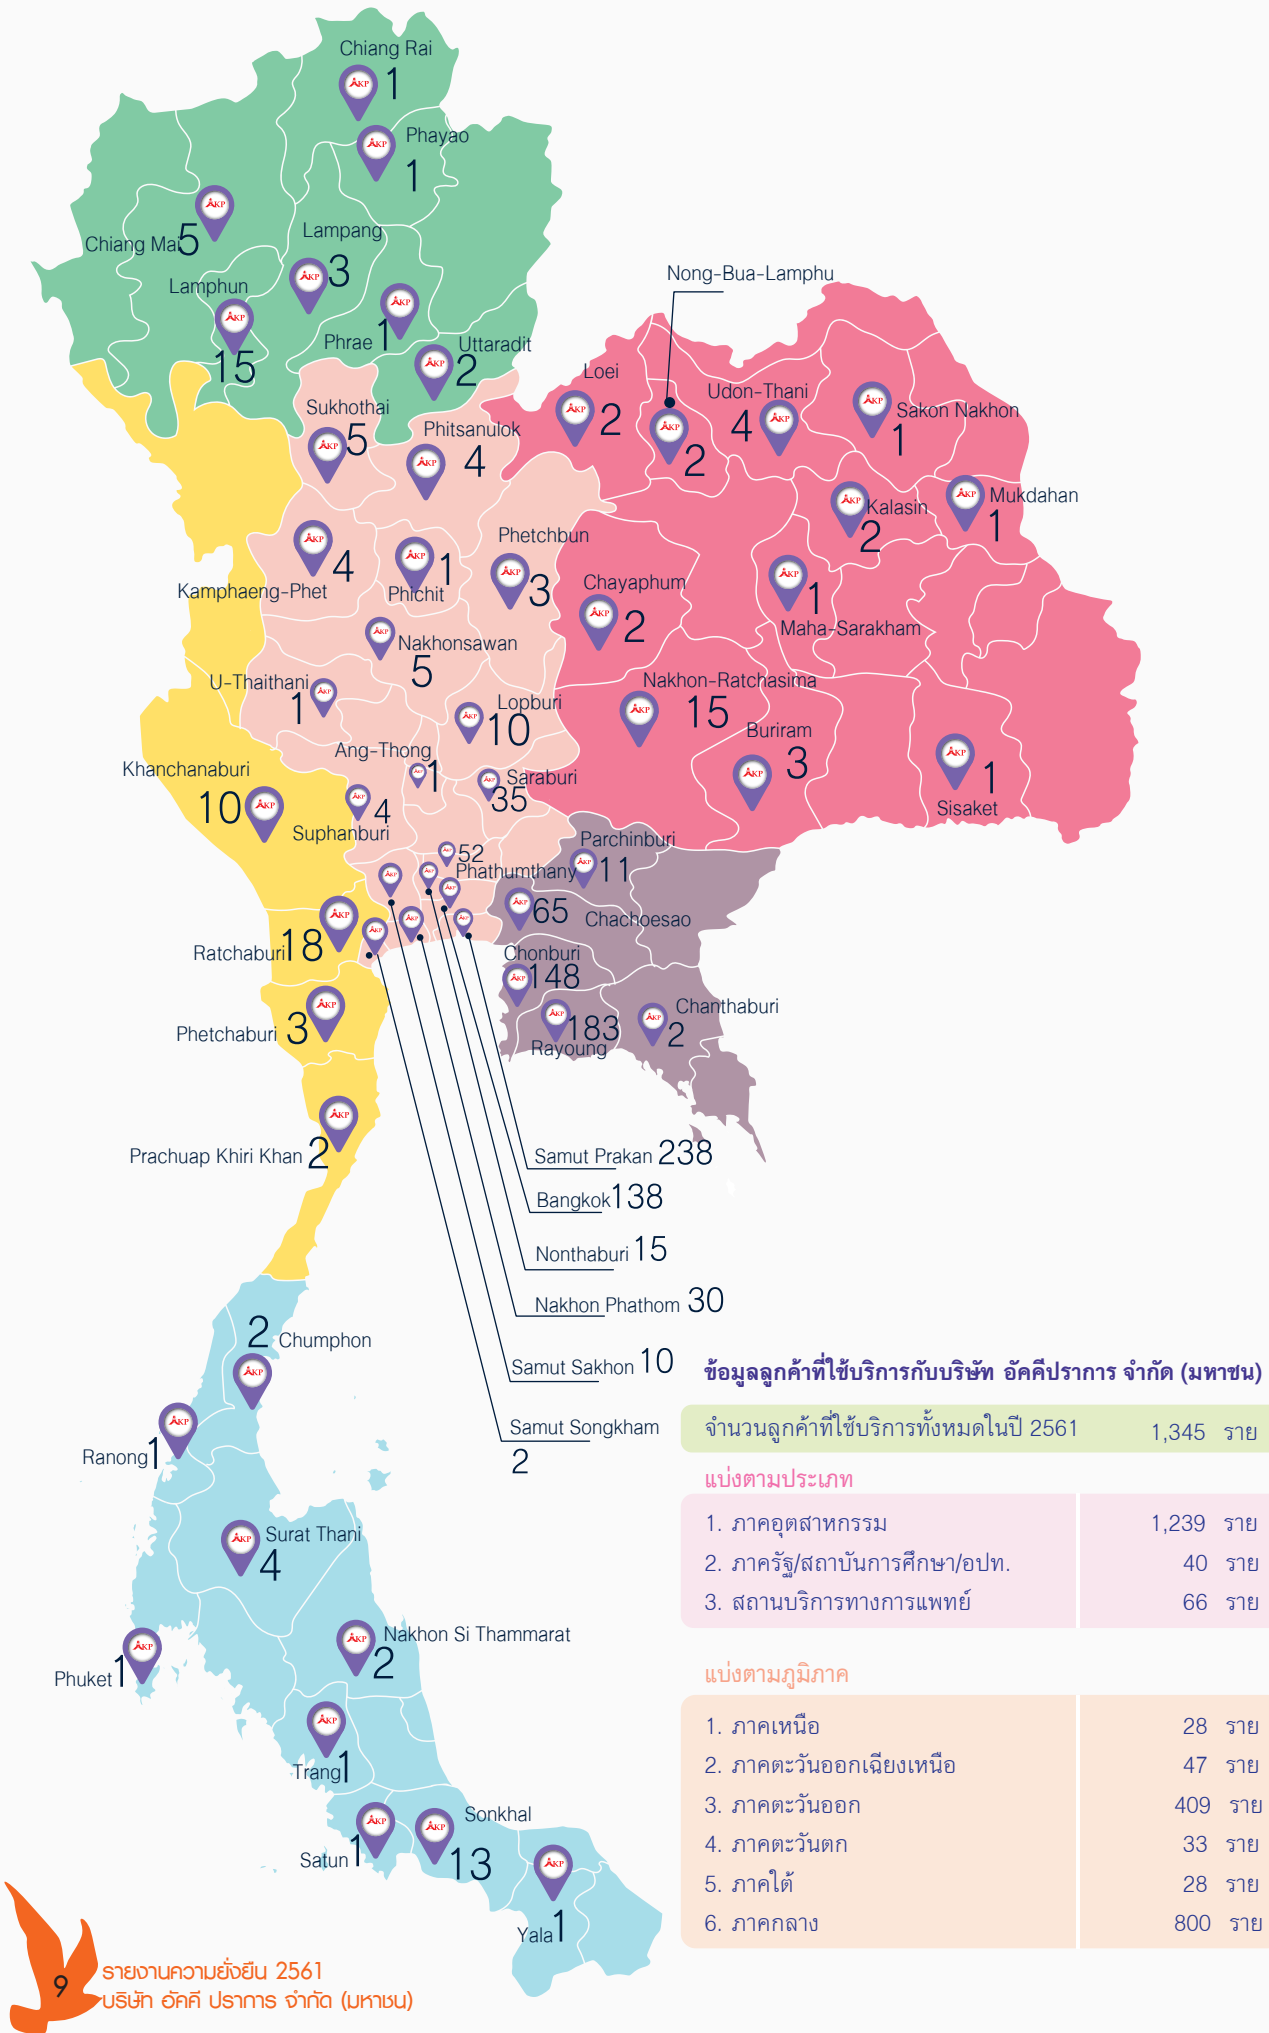 Chiang Rai
1
Phayao
1
Chiang Mai
5
Lampang
3
Lamphun
15
Phrae
1
Uttaradit
2
Nong-Bua-Lamphu
2
Loei
2
Udon-Thani
4
Sakon Nakhon
1
Sukhothai
5
Phitsanulok
4
Kalasin
2
Mukdahan
1
Kamphaeng-Phet
4
Phichit
1
Phetchbun
3
Chayaphum
2
Maha-Sarakham
1
Nakhonsawan
5
U-Thaithani
1
Lopburi
10
Nakhon-Ratchasima
15
Buriram
3
Sisaket
1
Ang-Thong
1
Saraburi
35
Khanchanaburi
10
Suphanburi
4
52
Phathumthany
Parchinburi
11
65
Chachoesao
Ratchaburi
18
Chonburi
148
Phetchaburi
3
183
Rayoung
Chanthaburi
2
Prachuap Khiri Khan
2
Samut Prakan 238
Bangkok 138
Nonthaburi 15
Nakhon Phathom 30
Samut Sakhon 10
Samut Songkham
2
2 Chumphon
Ranong 1
Surat Thani
4
Phuket 1
Nakhon Si Thammarat
2
Trang 1
Satun 1
Sonkhal
13
Yala 1
ข้อมูลลูกค้าที่ใช้บริการกับบริษัท อัคคีปราการ จำกัด (มหาชน)
จำนวนลูกค้าที่ใช้บริการทั้งหมดในปี 2561 1,345 ราย
แบ่งตามประเภท
1. ภาคอุตสาหกรรม 1,239 ราย
2. ภาครัฐ/สถาบันการศึกษา/อปท. 40 ราย
3. สถานบริการทางการแพทย์ 66 ราย
แบ่งตามภูมิภาค
1. ภาคเหนือ 28 ราย
2. ภาคตะวันออกเฉียงเหนือ 47 ราย
3. ภาคตะวันออก 409 ราย
4. ภาคตะวันตก 33 ราย
5. ภาคใต้ 28 ราย
6. ภาคกลาง 800 ราย
9
รายงานความยั่งยืน 2561
บริษัท อัคคี ปราการ จำกัด (มหาชน)